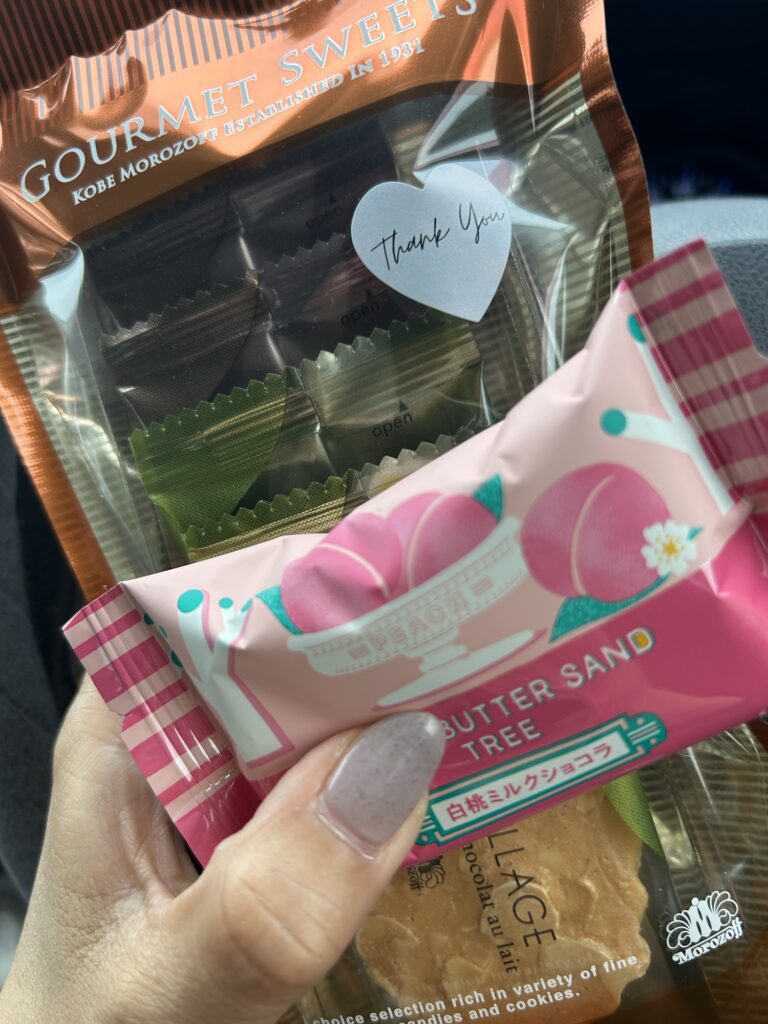 GOURMET SWEETS
KOBE MOROZOFF ESTABLISHED IN 1931
open
Thank You
open
open
PEACH
BUTTER SAND
TREE
白桃ミルクショコラ
LLAGE
hocolat au lait
Morozoff
choice selection rich in variety of fine
candies and cookies.